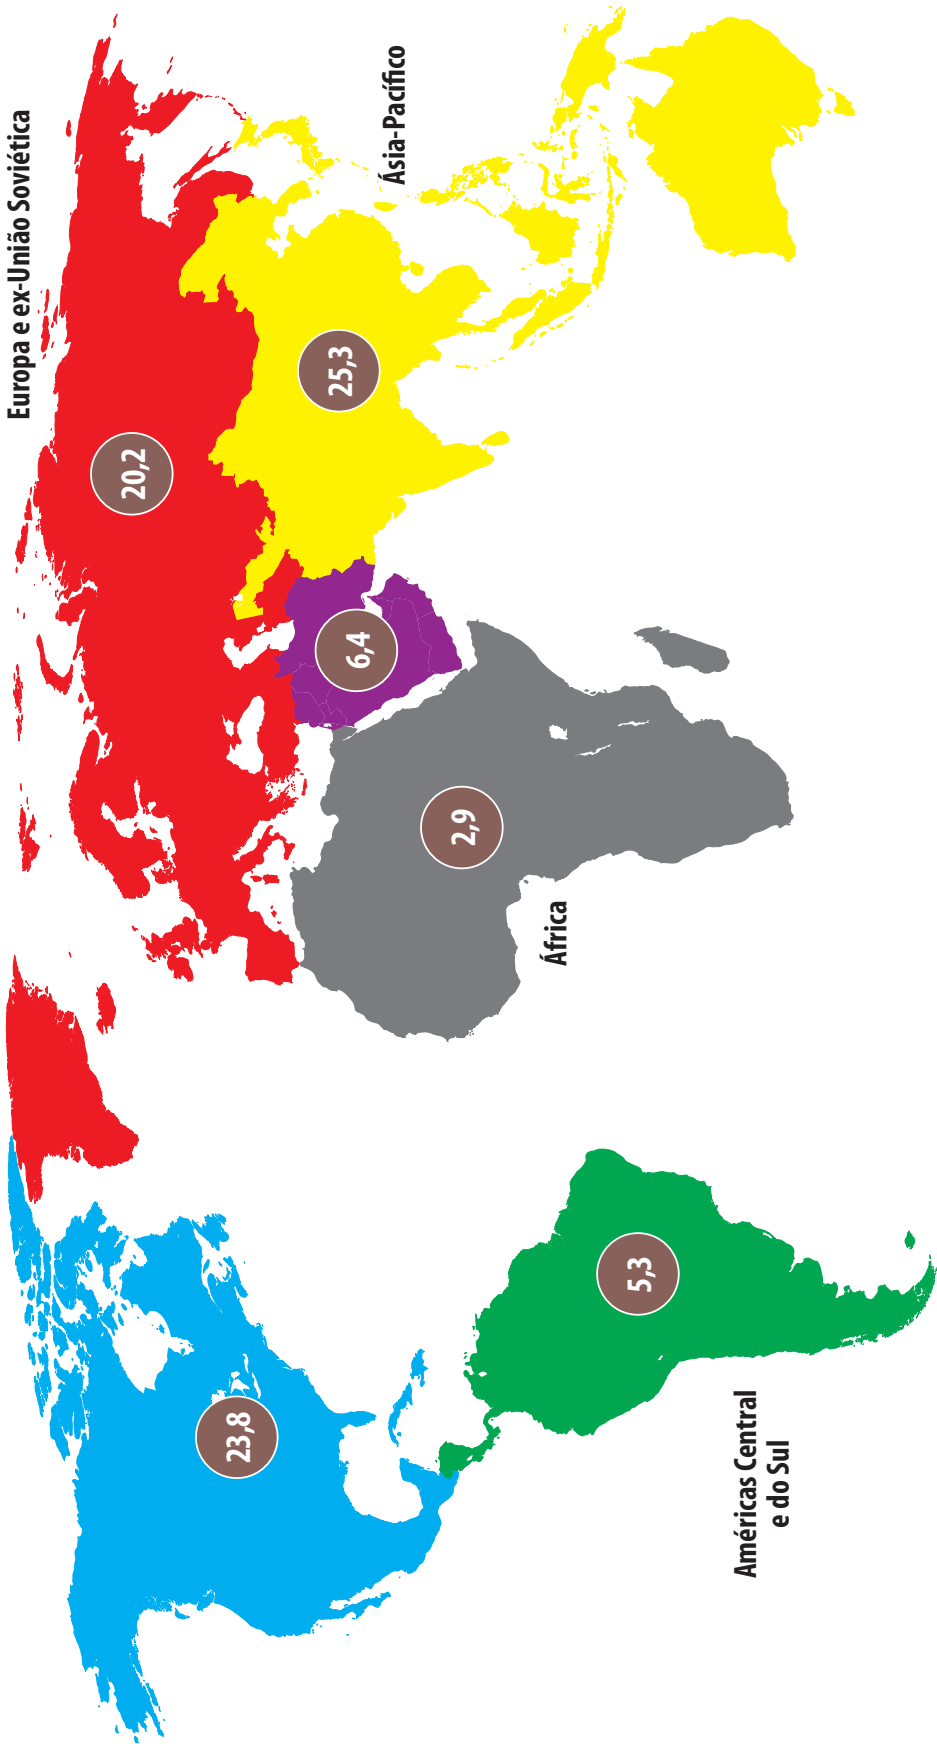 Europa e ex-União Soviética
20,2
Ásia-Pacífico
25,3
6,4
2,9
África
23,8
5,3
Américas Central
e do Sul